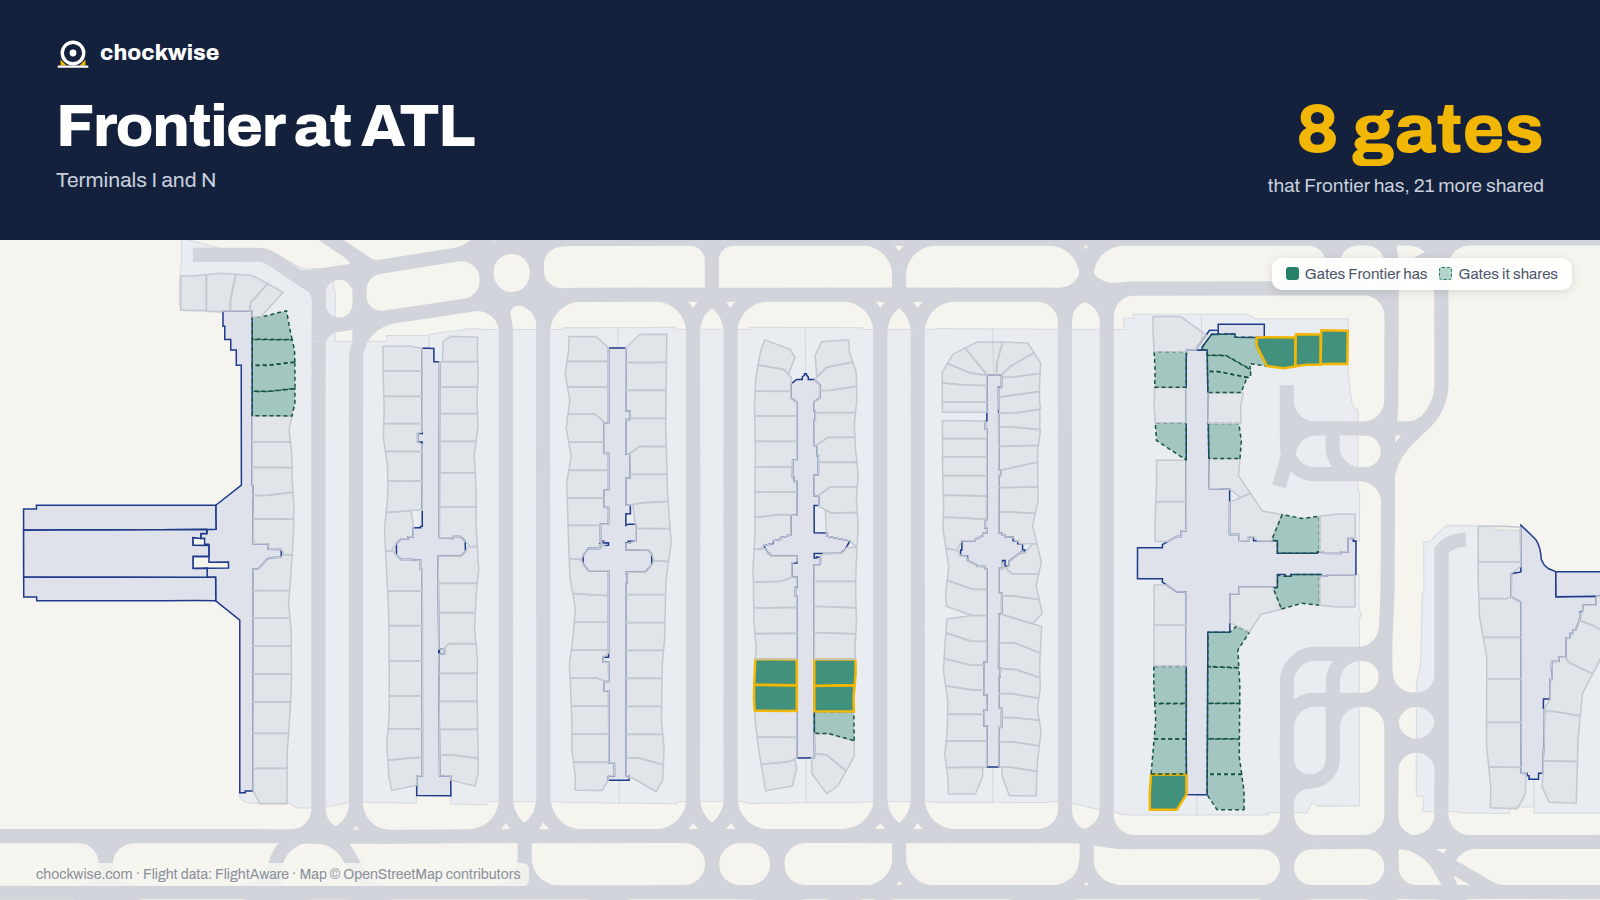 chockwise
Frontier at ATL
Terminals I and N
8 gates
that Frontier has, 21 more shared
Gates Frontier has
Gates it shares
chockwise.com · Flight data: FlightAware · Map © OpenStreetMap contributors